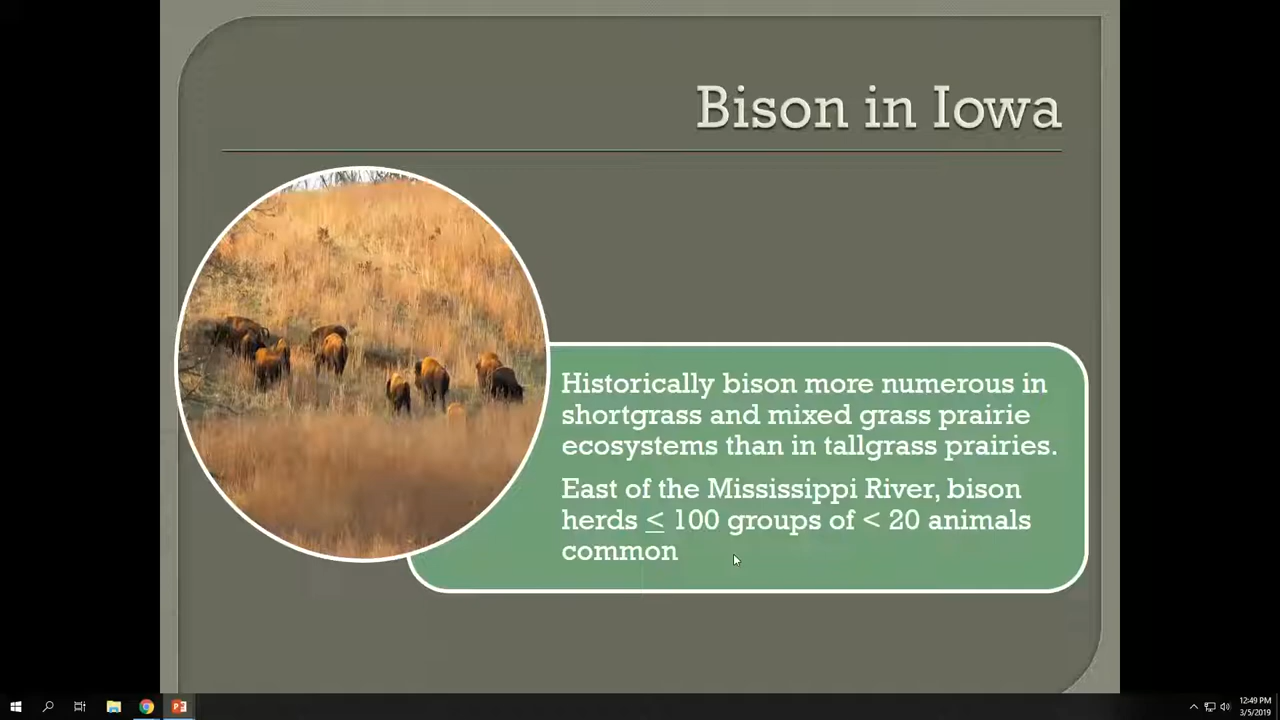 Bison in Iowa
Historically bison more numerous in
shortgrass and mixed grass prairie
ecosystems than in tallgrass prairies.
East of the Mississippi River, bison
herds ≤ 100 groups of < 20 animals
common
12:49 PM
3/5/2019